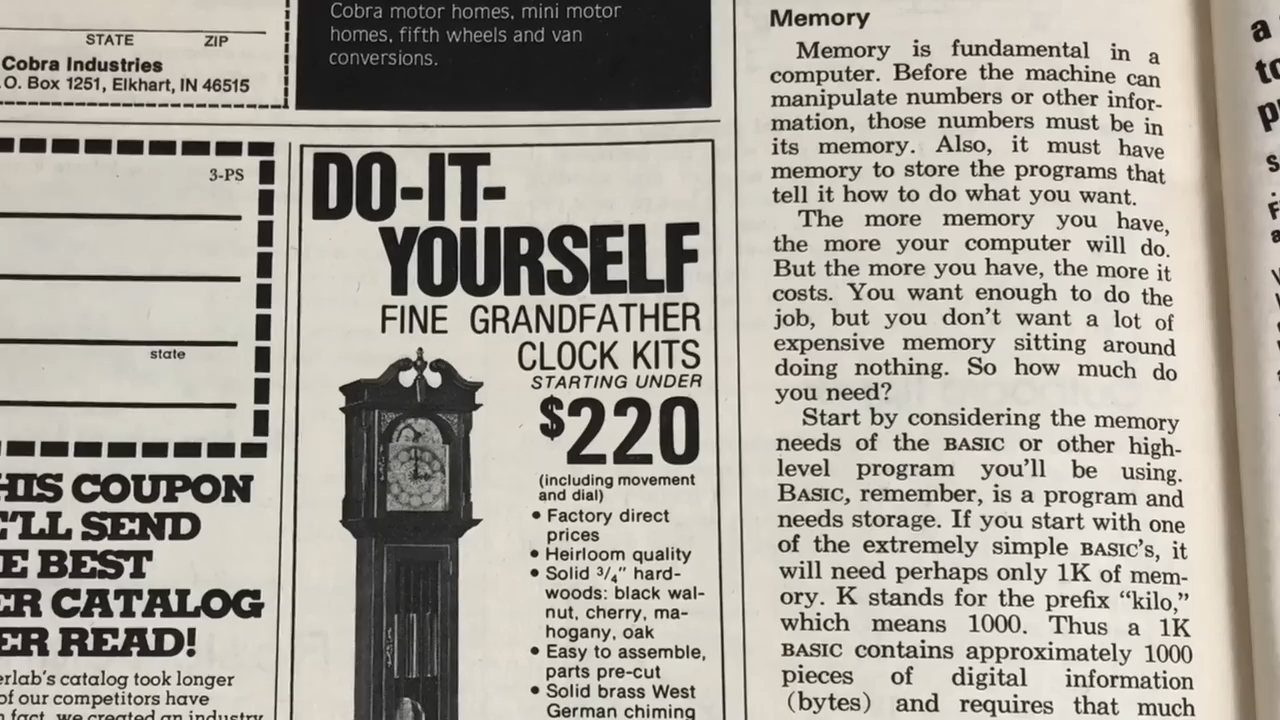 STATE ZIP
Cobra Industries
.O. Box 1251, Elkhart, IN 46515
3-PS
state
HIS COUPON
E'LL SEND
E BEST
ER CATALOG
ER READ!
erlab's catalog took longer
of our competitors have
n fact, we created an industry
Cobra motor homes, mini motor
homes, fifth wheels and van
conversions.
DO-IT-
YOURSELF
FINE GRANDFATHER
CLOCK KITS
STARTING UNDER
$220
(including movement
and dial)
• Factory direct
prices
• Heirloom quality
• Solid 3/4" hard-
woods: black wal-
nut, cherry, ma-
hogany, oak
• Easy to assemble,
parts pre-cut
• Solid brass West
German chiming
Memory
Memory is fundamental in a
computer. Before the machine can
manipulate numbers or other infor-
mation, those numbers must be in
its memory. Also, it must have
memory to store the programs that
tell it how to do what you want.
The more memory you have,
the more your computer will do.
But the more you have, the more it
costs. You want enough to do the
job, but you don't want a lot of
expensive memory sitting around
doing nothing. So how much do
you need?
Start by considering the memory
needs of the BASIC or other high-
level program you'll be using.
BASIC, remember, is a program and
needs storage. If you start with one
of the extremely simple BASIC's, it
will need perhaps only 1K of mem-
ory. K stands for the prefix "kilo,"
which means 1000. Thus a 1K
BASIC contains approximately 1000
pieces of digital information
(bytes) and requires that much
a
to